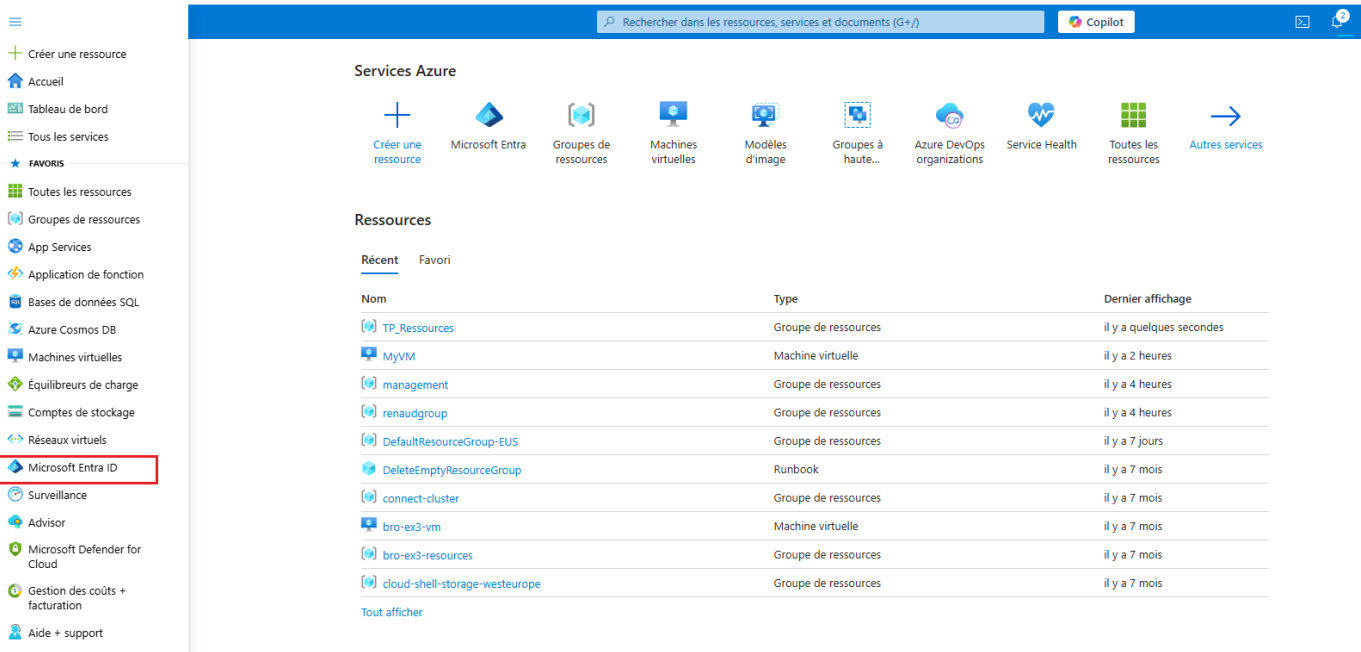 Rechercher dans les ressources, services et documents (G+/)
Copilot
2
Créer une ressource
Accueil
Tableau de bord
Tous les services
FAVORIS
Toutes les ressources
Groupes de ressources
App Services
Application de fonction
Bases de données SQL
Azure Cosmos DB
Machines virtuelles
Équilibreurs de charge
Comptes de stockage
Réseaux virtuels
Microsoft Entra ID
Surveillance
Advisor
Microsoft Defender for
Cloud
Gestion des coûts +
facturation
Aide + support
Services Azure
Créer une
ressource
Microsoft Entra
Groupes de
ressources
Machines
virtuelles
Modèles
d'image
Groupes à
haute...
Azure DevOps
organizations
Service Health
Toutes les
ressources
Autres services
Ressources
Récent Favori
Nom Type Dernier affichage
TP_Ressources Groupe de ressources il y a quelques secondes
MyVM Machine virtuelle il y a 2 heures
management Groupe de ressources il y a 4 heures
renaudgroup Groupe de ressources il y a 4 heures
DefaultResourceGroup-EUS Groupe de ressources il y a 7 jours
DeleteEmptyResourceGroup Runbook il y a 7 mois
connect-cluster Groupe de ressources il y a 7 mois
bro-ex3-vm Machine virtuelle il y a 7 mois
bro-ex3-resources Groupe de ressources il y a 7 mois
cloud-shell-storage-westeurope Groupe de ressources il y a 7 mois
Tout afficher